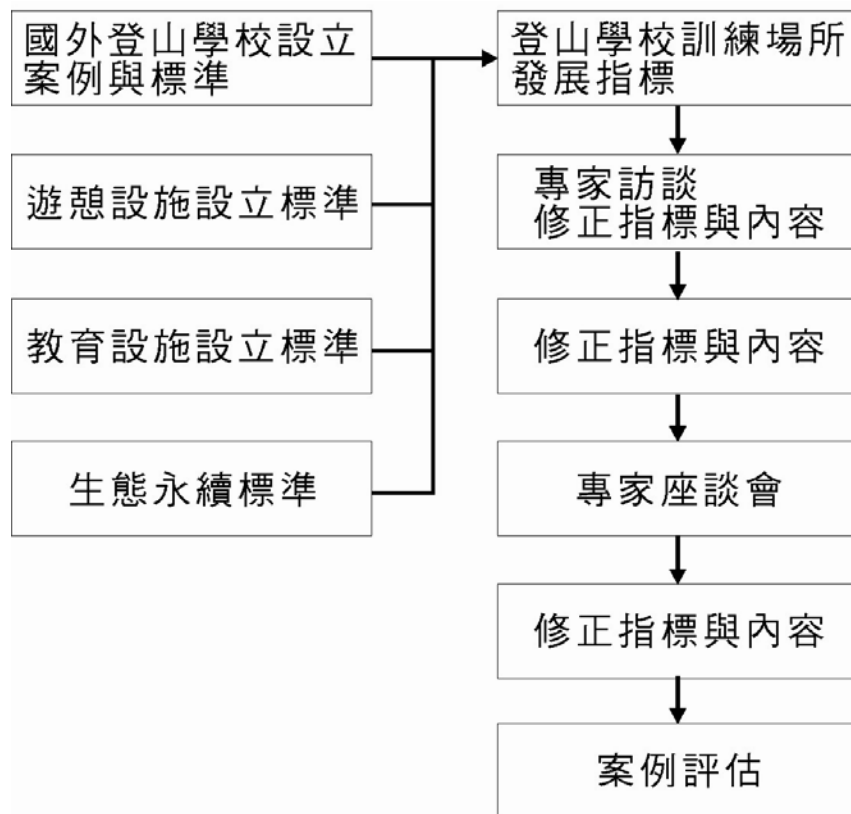 國外登山學校設立
案例與標準
遊憩設施設立標準
教育設施設立標準
生態永續標準
登山學校訓練場所
發展指標
專家訪談
修正指標與內容
修正指標與內容
專家座談會
修正指標與內容
案例評估